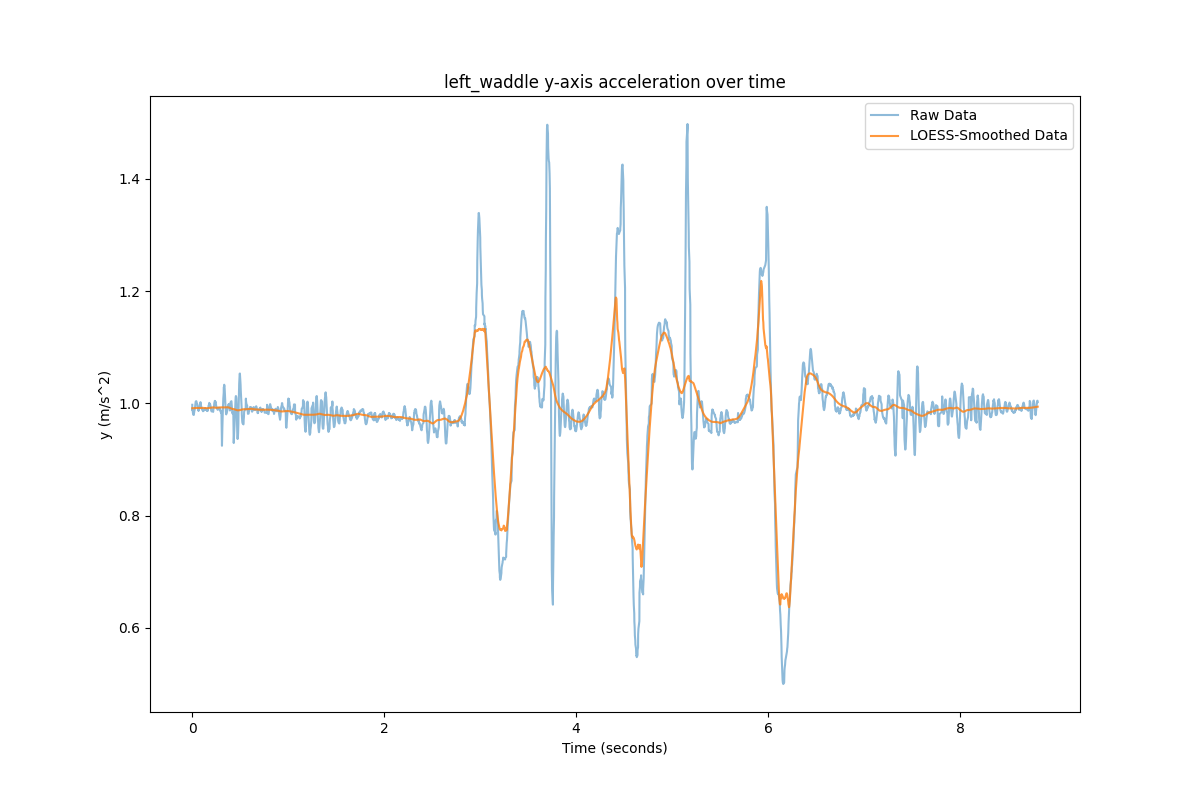 left_waddle y-axis acceleration over time
Raw Data
LOESS-Smoothed Data
y (m/s^2)
1.4
1.2
1.0
0.8
0.6
0
2
4
6
8
Time (seconds)